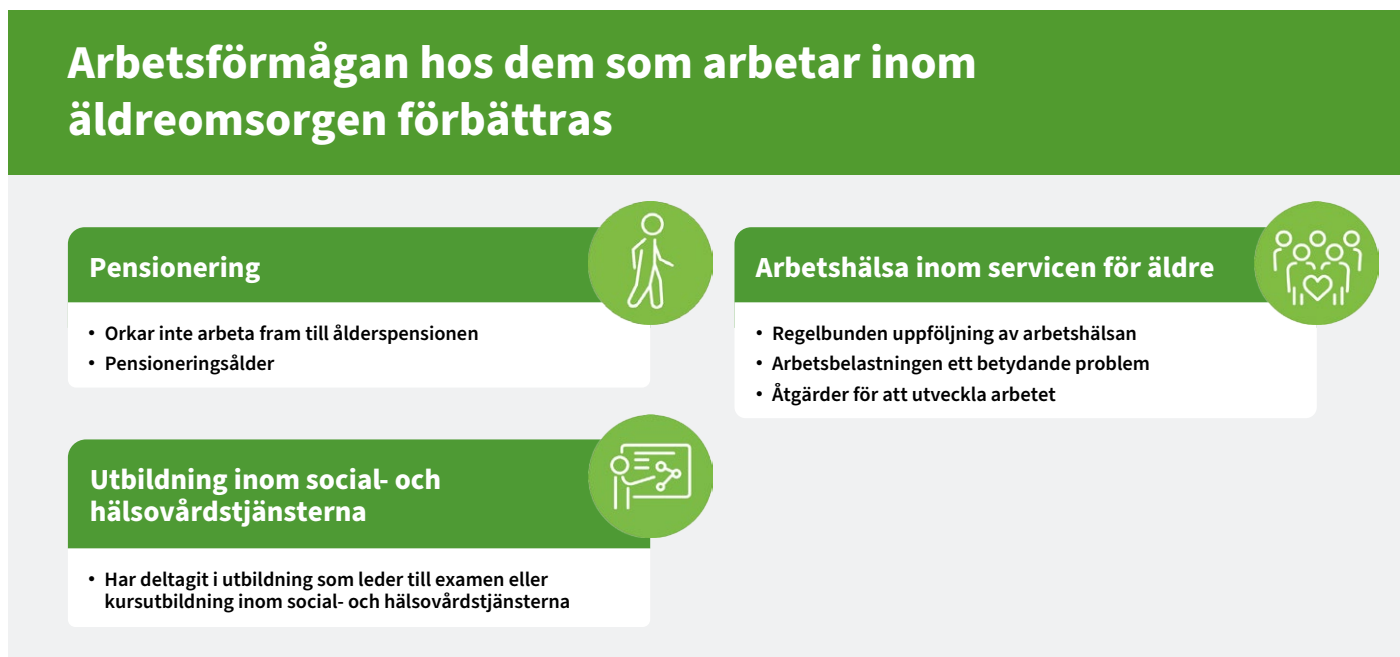 Arbetsförmågan hos dem som arbetar inom
äldreomsorgen förbättras
Pensionering
• Orkar inte arbeta fram till ålderspensionen
• Pensioneringsålder
Arbetshälsa inom servicen för äldre
• Regelbunden uppföljning av arbetshälsan
• Arbetsbelastningen ett betydande problem
• Åtgärder för att utveckla arbetet
Utbildning inom social- och
hälsovårdstjänsterna
• Har deltagit i utbildning som leder till examen eller
kursutbildning inom social- och hälsovårdstjänsterna